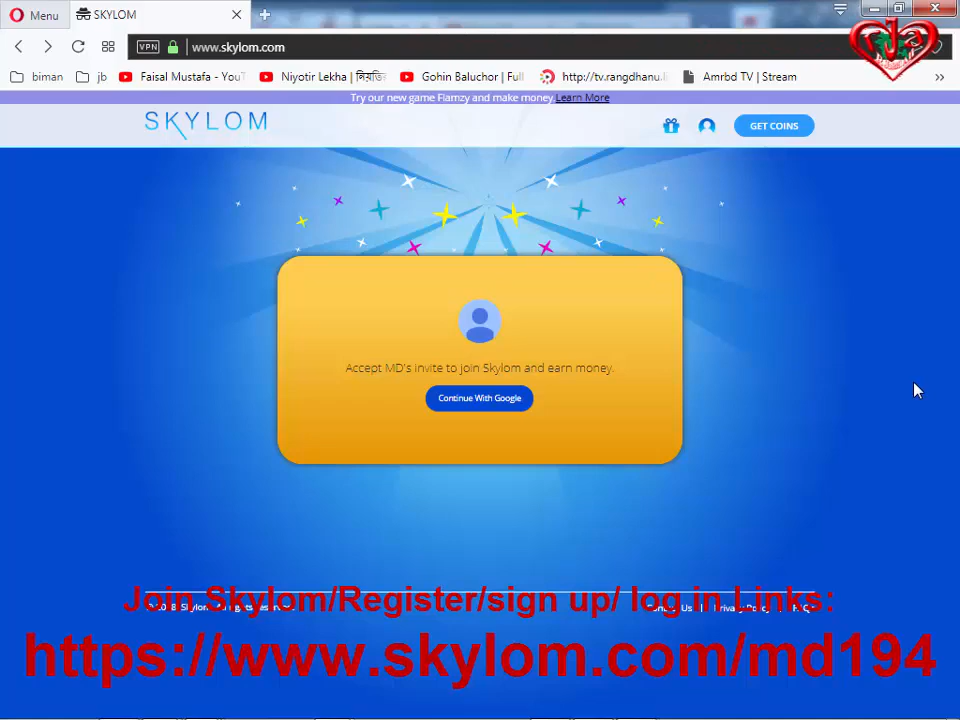 Menu
SKYLOM
VPN
www.skylom.com
biman
jb
Faisal Mustafa - YouT
Niyotir Lekha | নিয়তির
Gohin Baluchor | Full
http://tv.rangdhanu.li
Amrbd TV | Stream
Try our new game Flamzy and make money Learn More
SKYLOM
GET COINS
Accept MD's invite to join Skylom and earn money.
Continue With Google
Join Skylom/Register/sign up/ log in Links:
https://www.skylom.com/md194